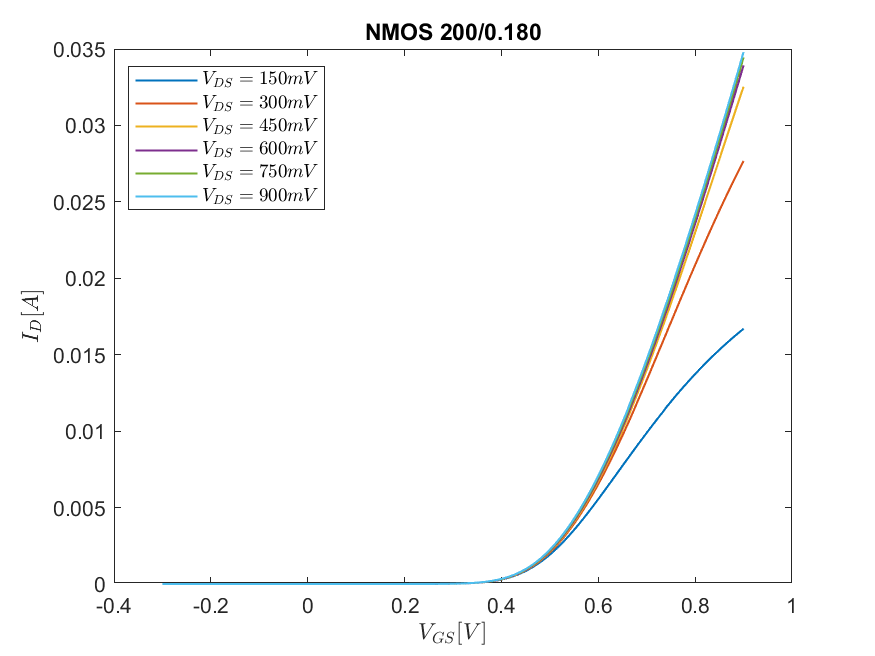 NMOS 200/0.180
0.035
0.03
0.025
0.02
0.015
0.01
0.005
0
I_D[A]
V_DS = 150mV
V_DS = 300mV
V_DS = 450mV
V_DS = 600mV
V_DS = 750mV
V_DS = 900mV
-0.4 -0.2 0 0.2 0.4 0.6 0.8 1
V_GS[V]